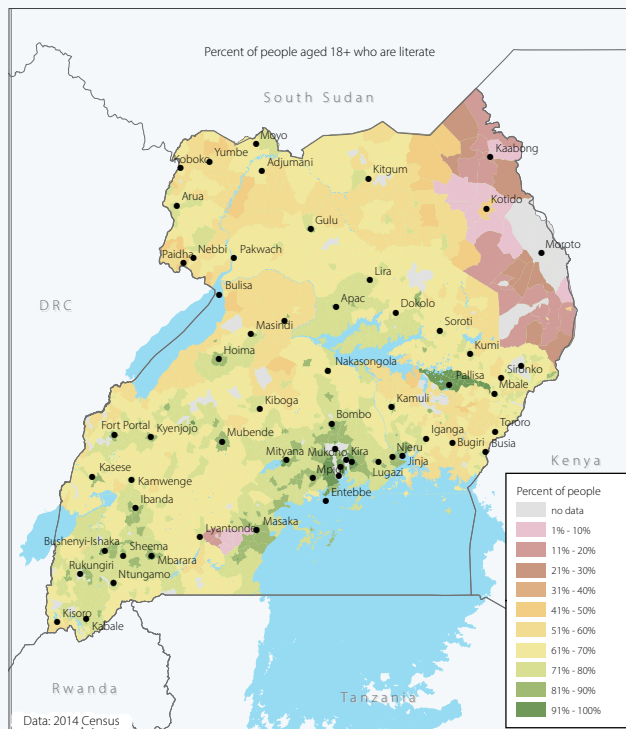 Percent of people aged 18+ who are literate
South Sudan
Moyo
Yumbe
Koboko
Adjumani
Kaabong
Kitgum
Arua
Kotido
Gulu
Moroto
Paidha
Nebbi
Pakwach
Lira
Bulisa
DRC
Apac
Dokolo
Masindi
Soroti
Hoima
Kumi
Nakasongola
Sironko
Pallisa
Mbale
Kiboga
Kamuli
Bombo
Fort Portal
Kyenjojo
Mubende
Iganga
Tororo
Mityana
Mukono
Kira
Njeru
Bugiri
Busia
Kasese
Jinja
Kenya
Kamwenge
Lugazi
Ibanda
Entebbe
Masaka
Lyantonde
Bushenyi-Ishaka
Sheema
Mbarara
Rukungiri
Ntungamo
Kisoro
Kabale
Rwanda
Tanzania
Data: 2014 Census
Percent of people
no data
1% - 10%
11% - 20%
21% - 30%
31% - 40%
41% - 50%
51% - 60%
61% - 70%
71% - 80%
81% - 90%
91% - 100%